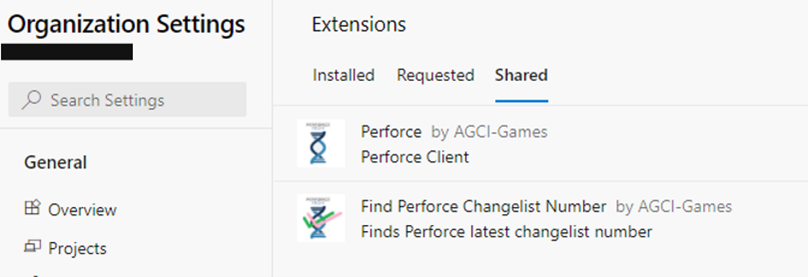 Organization Settings
Search Settings
General
Overview
Projects
Extensions
Installed Requested Shared
Perforce by AGCI-Games
Perforce Client
Find Perforce Changelist Number by AGCI-Games
Finds Perforce latest changelist number